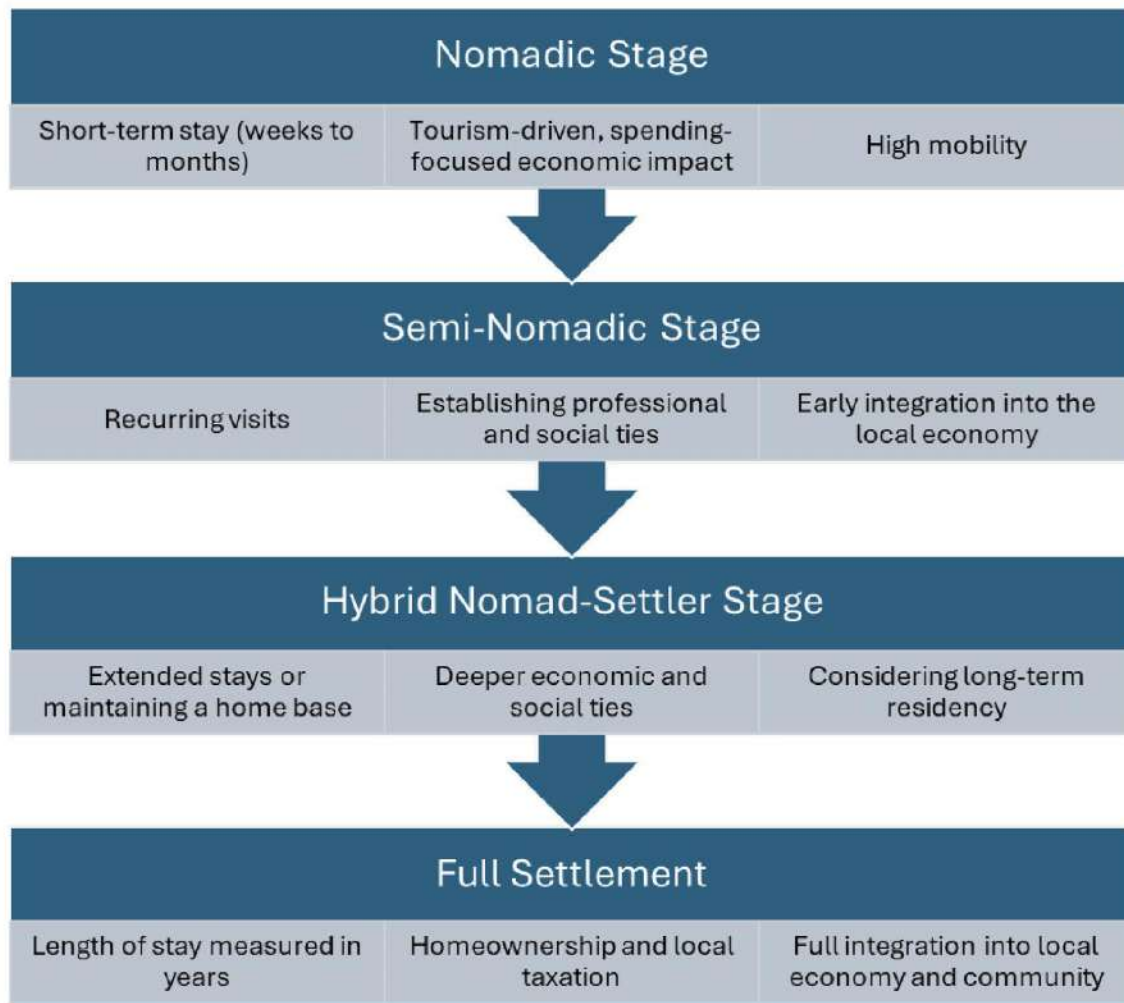 Nomadic Stage
Short-term stay (weeks to
months)
Tourism-driven, spending-
focused economic impact
High mobility
Semi-Nomadic Stage
Recurring visits
Establishing professional
and social ties
Early integration into the
local economy
Hybrid Nomad-Settler Stage
Extended stays or
maintaining a home base
Deeper economic and
social ties
Considering long-term
residency
Full Settlement
Length of stay measured in
years
Homeownership and local
taxation
Full integration into local
economy and community